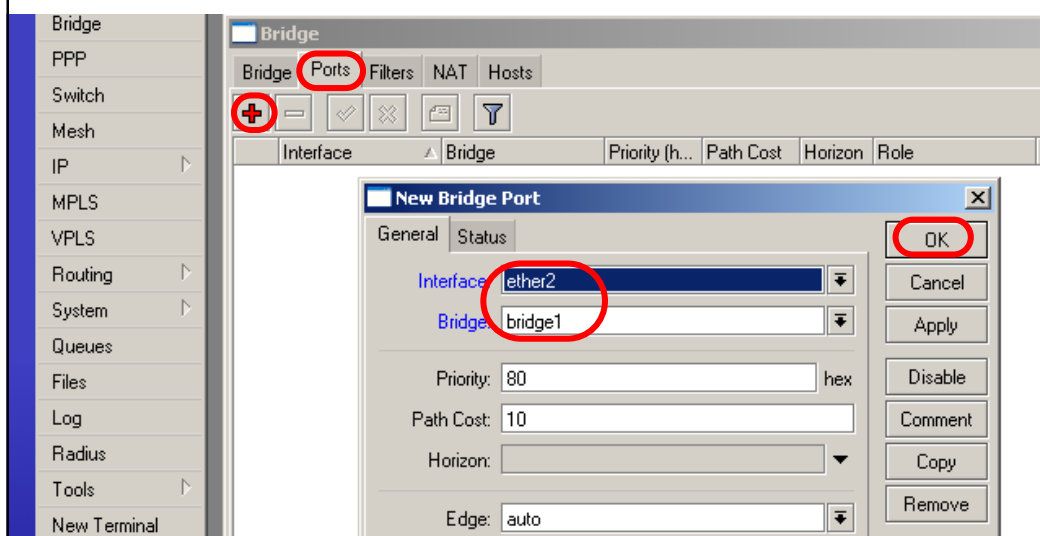 Bridge
PPP
Switch
Mesh
IP
MPLS
VPLS
Routing
System
Queues
Files
Log
Radius
Tools
New Terminal
Bridge
Bridge Ports Filters NAT Hosts
Interface Bridge Priority (h... Path Cost Horizon Role
New Bridge Port
General Status
Interface: ether2
Bridge: bridge1
Priority: 80 hex
Path Cost: 10
Horizon:
Edge: auto
OK
Cancel
Apply
Disable
Comment
Copy
Remove